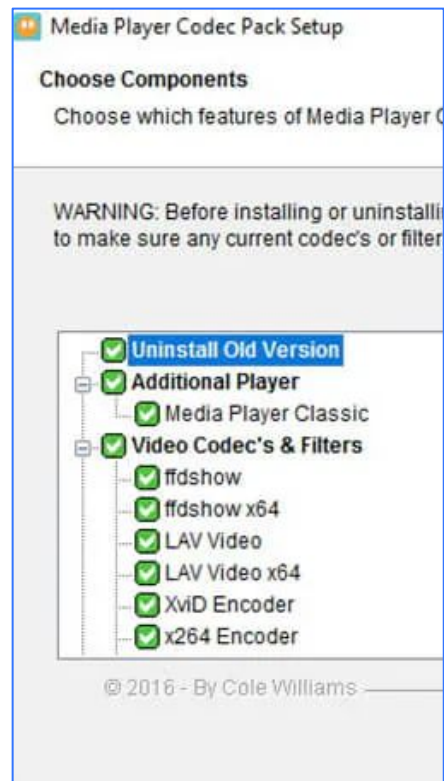 Media Player Codec Pack Setup
Choose Components
Choose which features of Media Player
WARNING: Before installing or
to make sure any current codec's or
Uninstall Old Version
Additional Player
Media Player Classic
Video Codec's & Filters
ffdshow
ffdshow x64
LAV Video
LAV Video x64
XviD Encoder
x264 Encoder
© 2016 - By Cole Williams